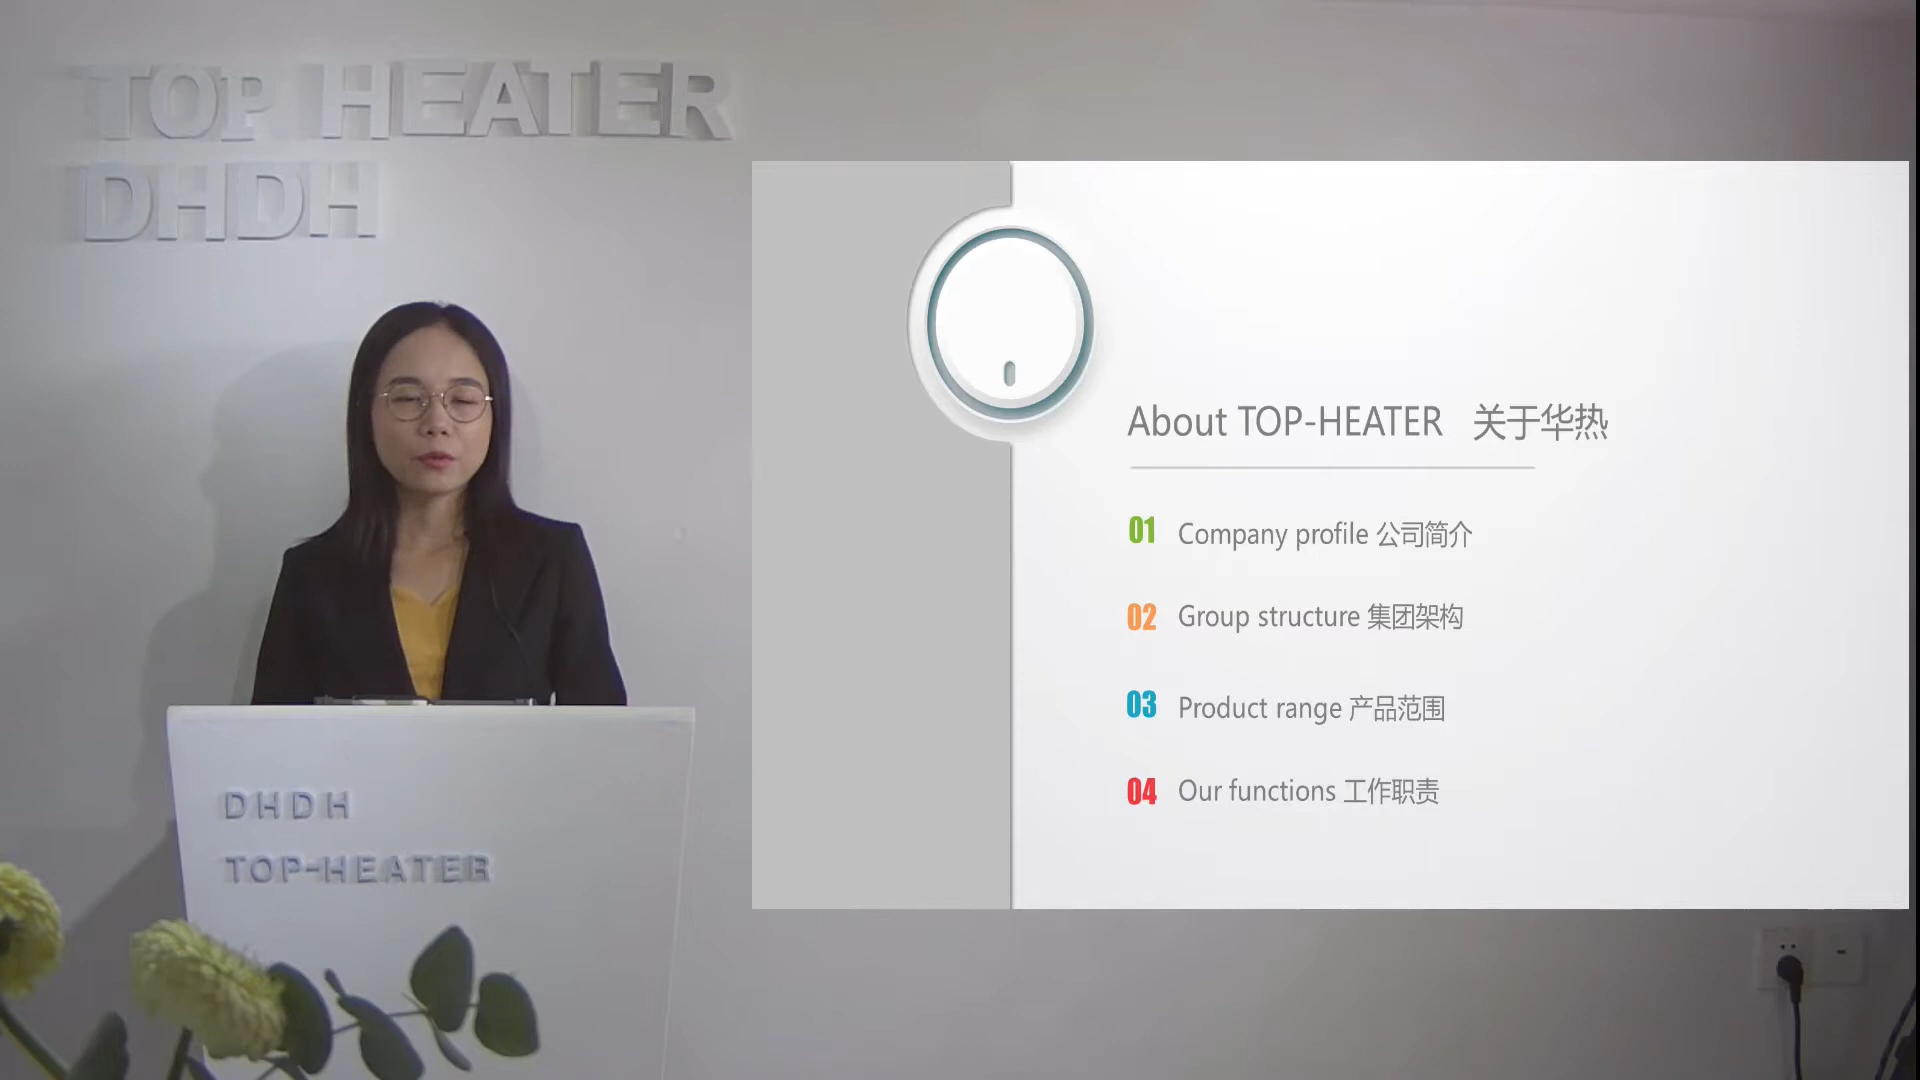 TOP HEATER
DHDH
About TOP-HEATER 关于华热
01 Company profile 公司简介
02 Group structure 集团架构
03 Product range 产品范围
04 Our functions 工作职责
DHDH
TOP-HEATER